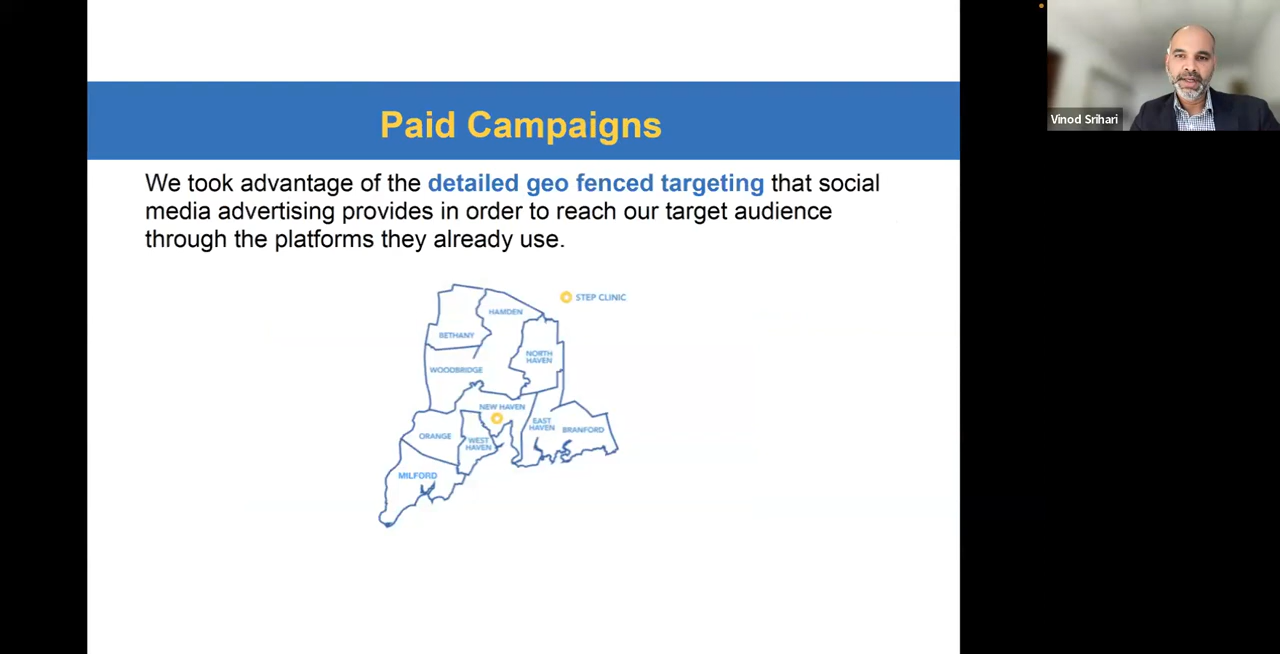 Paid Campaigns
We took advantage of the detailed geo fenced targeting that social
media advertising provides in order to reach our target audience
through the platforms they already use.
STEP CLINIC
HAMDEN
BETHANY
NORTH
HAVEN
WOODBRIDGE
NEW HAVEN
EAST
HAVEN
BRANFORD
ORANGE
WEST
HAVEN
MILFORD
Vinod Srihari